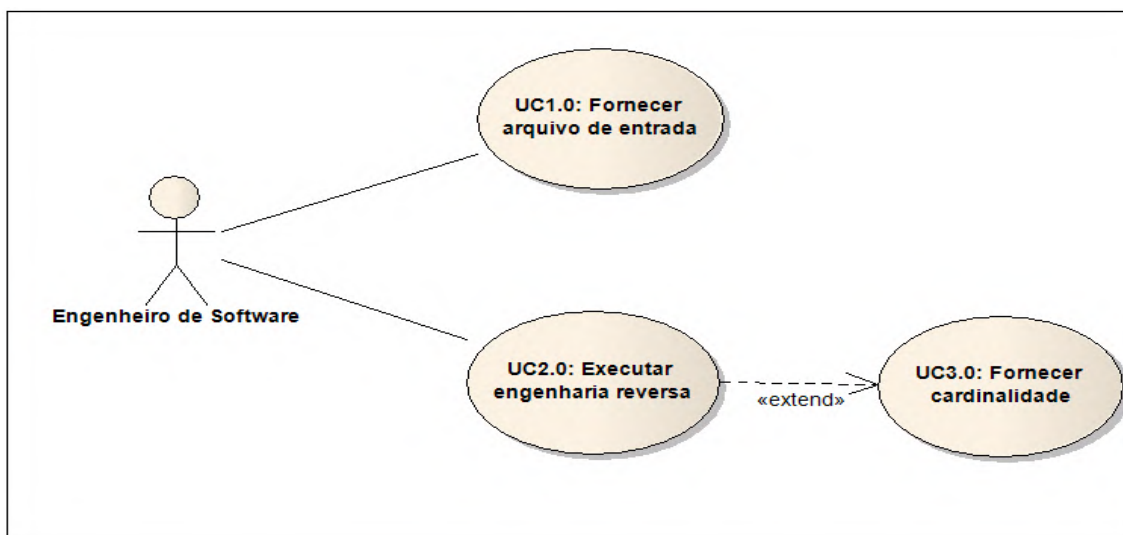 UC1.0: Fornecer
arquivo de entrada
Engenheiro de Software
UC2.0: Executar
engenharia reversa
«extend»
UC3.0: Fornecer
cardinalidade